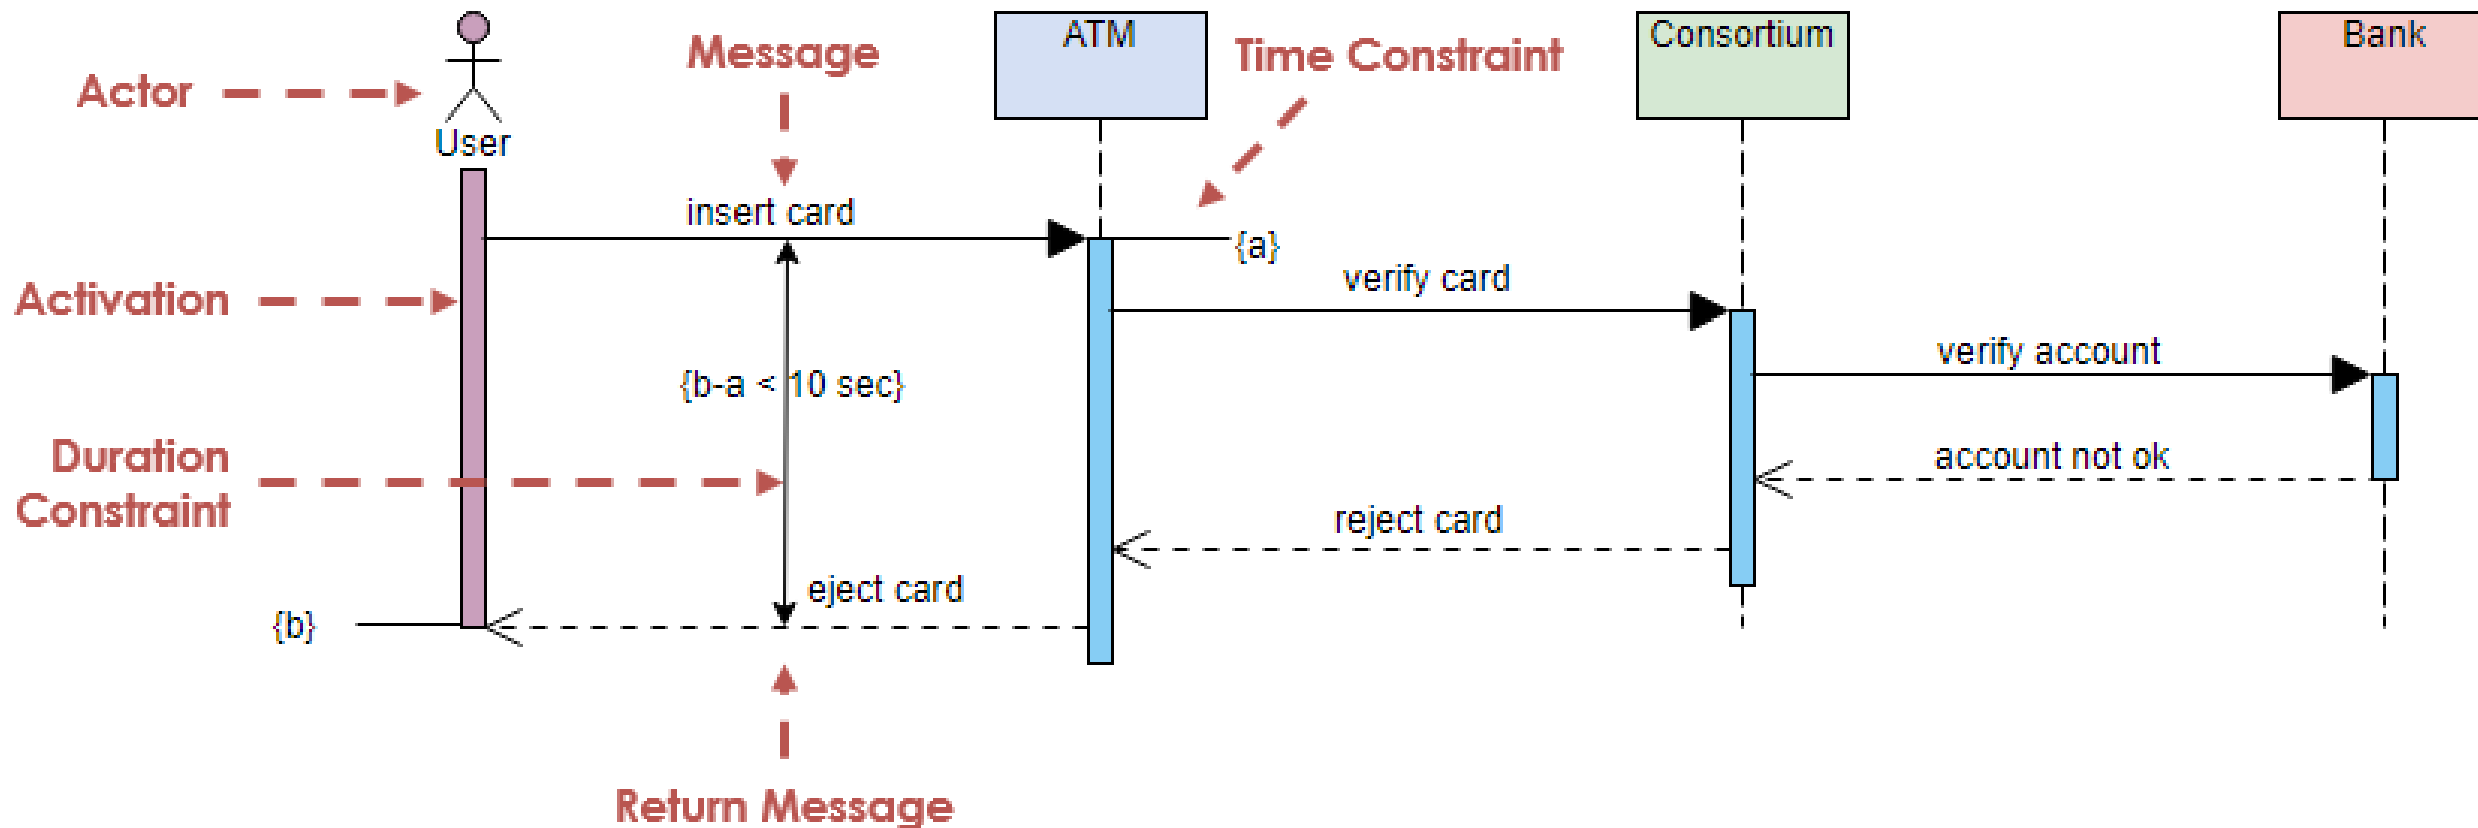 ATM
Consortium
Bank
Message
Time Constraint
Actor
User
insert card
{a}
verify card
Activation
verify account
{b-a < 10 sec}
Duration
Constraint
account not ok
reject card
eject card
{b}
Return Message